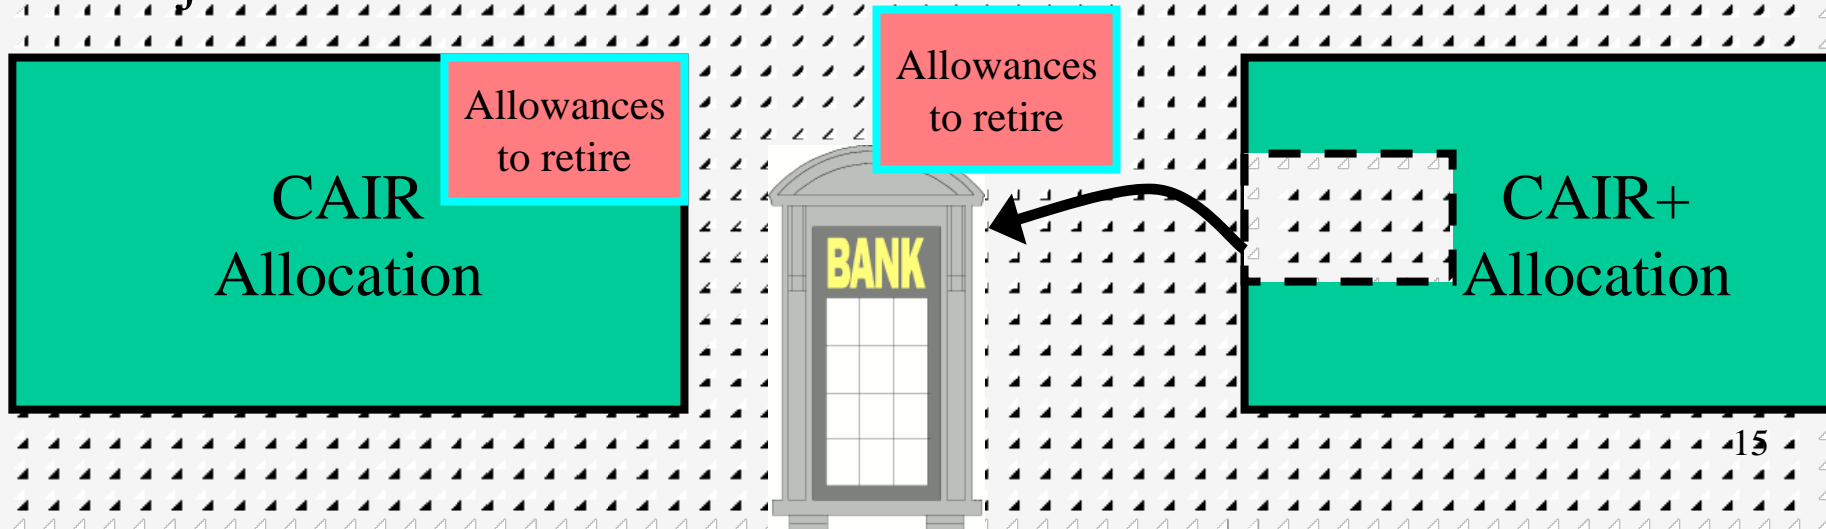 Allowances
to retire
CAIR
Allocation
Allowances
to retire
BANK
CAIR+
Allocation
15